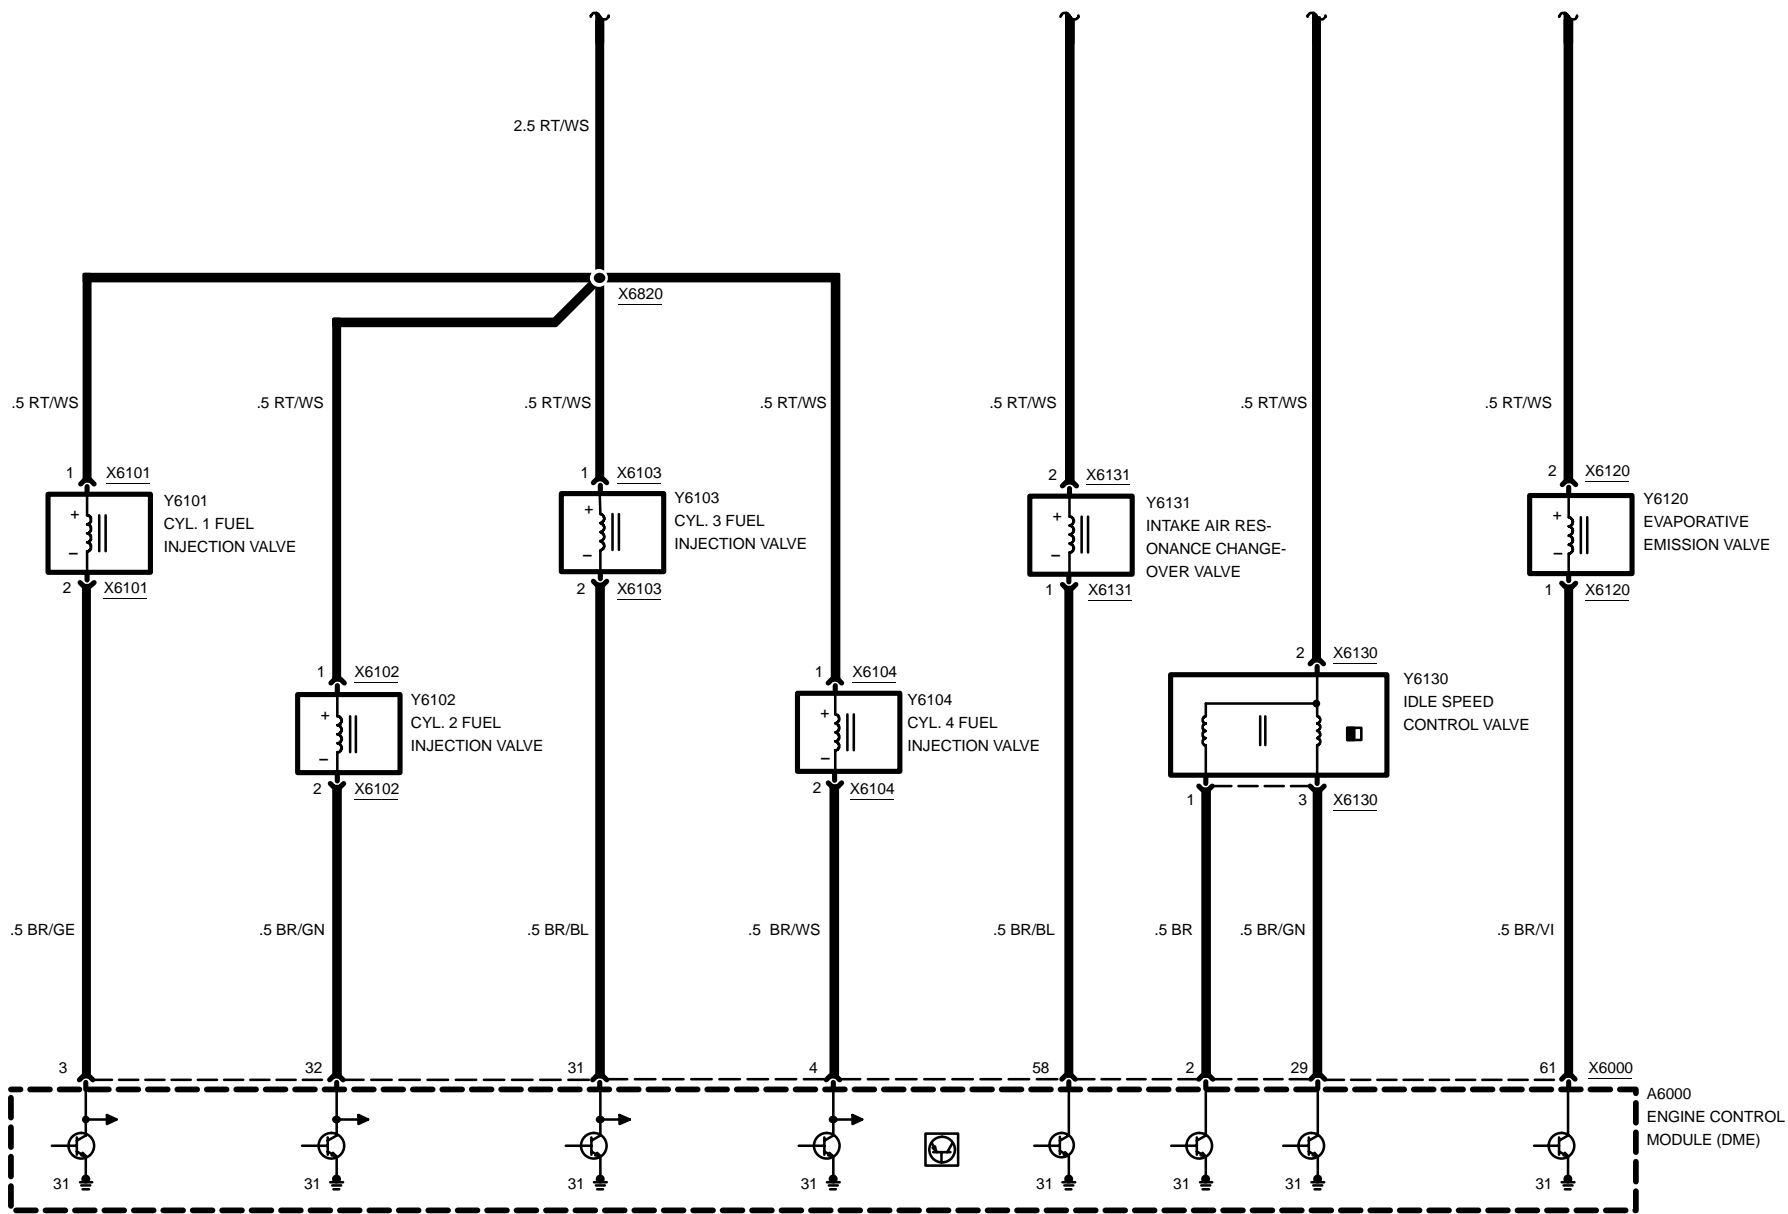 2.5 RT/WS
X6820
.5 RT/WS .5 RT/WS .5 RT/WS .5 RT/WS .5 RT/WS .5 RT/WS .5 RT/WS
1 X6101
Y6101
CYL. 1 FUEL
INJECTION VALVE
+
–
2 X6101
1 X6103
Y6103
CYL. 3 FUEL
INJECTION VALVE
+
–
2 X6103
2 X6131
Y6131
INTAKE AIR RES-
ONANCE CHANGE-
OVER VALVE
+
–
1 X6131
2 X6120
Y6120
EVAPORATIVE
EMISSION VALVE
+
–
1 X6120
1 X6102
Y6102
CYL. 2 FUEL
INJECTION VALVE
+
–
2 X6102
1 X6104
Y6104
CYL. 4 FUEL
INJECTION VALVE
+
–
2 X6104
2 X6130
Y6130
IDLE SPEED
CONTROL VALVE
1 3 X6130
.5 BR/GE .5 BR/GN .5 BR/BL .5 BR/WS .5 BR/BL .5 BR .5 BR/GN .5 BR/VI
3 32 31 4 58 2 29 61 X6000
A6000
ENGINE CONTROL
MODULE (DME)
31 31 31 31 31 31 31 31